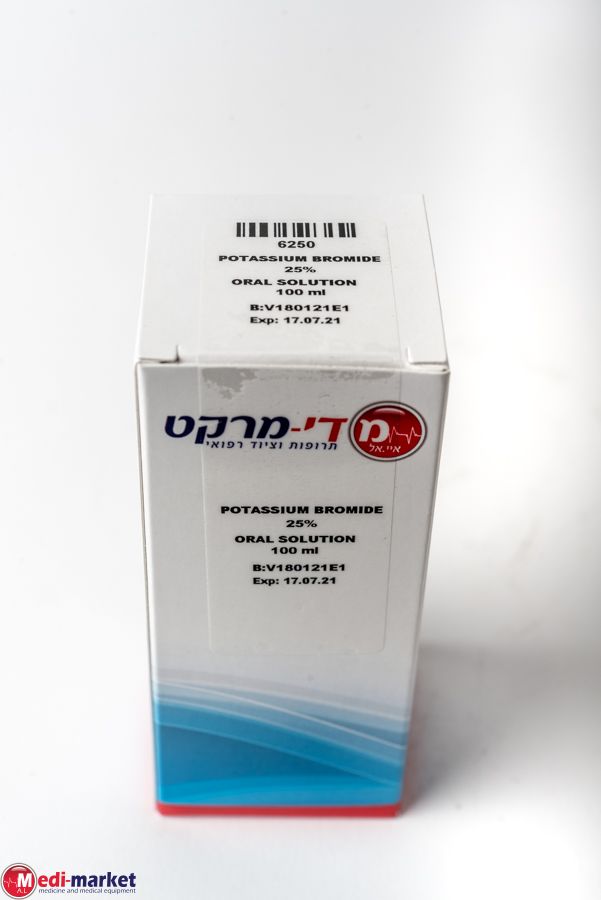 6250
POTASSIUM BROMIDE
25%
ORAL SOLUTION
100 ml
B:V180121E1
Exp: 17.07.21
מדי-מרקט
איי.אל
תרופות וציוד רפואי
POTASSIUM BROMIDE
25%
ORAL SOLUTION
100 ml
B:V180121E1
Exp: 17.07.21
Medi-market
A.L
medicine and medical equipment